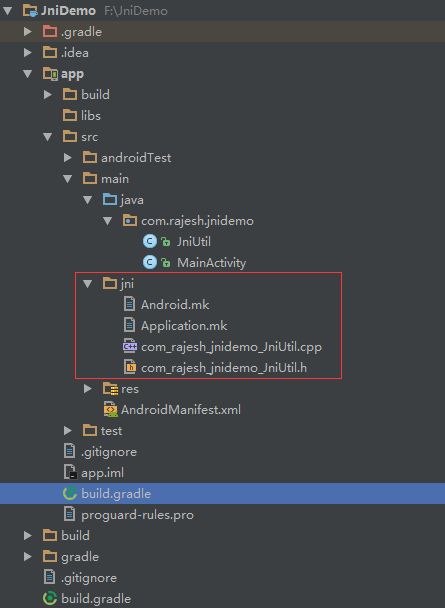 JniDemo F:\JniDemo
.gradle
.idea
app
build
libs
src
androidTest
main
java
com.rajesh.jnidemo
JniUtil
MainActivity
jni
Android.mk
Application.mk
com_rajesh_jnidemo_JniUtil.cpp
com_rajesh_jnidemo_JniUtil.h
res
AndroidManifest.xml
test
.gitignore
app.iml
build.gradle
proguard-rules.pro
build
gradle
.gitignore
build.gradle